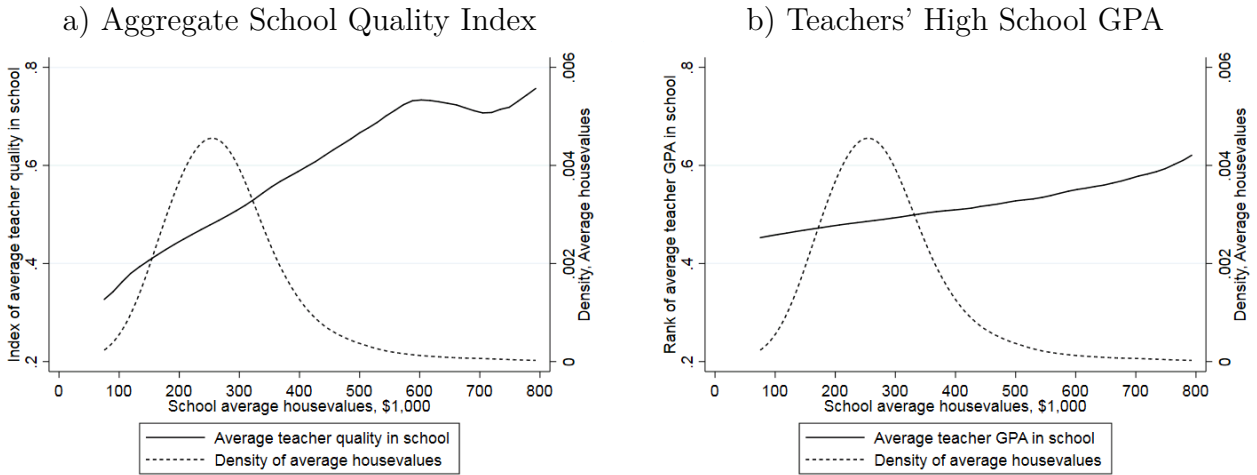 a) Aggregate School Quality Index
Index of average teacher quality in school
.2 .4 .6 .8
Density, Average housevalues
0 .002 .004 .006
0 100 200 300 400 500 600 700 800
School average housevalues, $1,000
Average teacher quality in school
Density of average housevalues
b) Teachers' High School GPA
Rank of average teacher GPA in school
.2 .4 .6 .8
Density, Average housevalues
0 .002 .004 .006
0 100 200 300 400 500 600 700 800
School average housevalues, $1,000
Average teacher GPA in school
Density of average housevalues